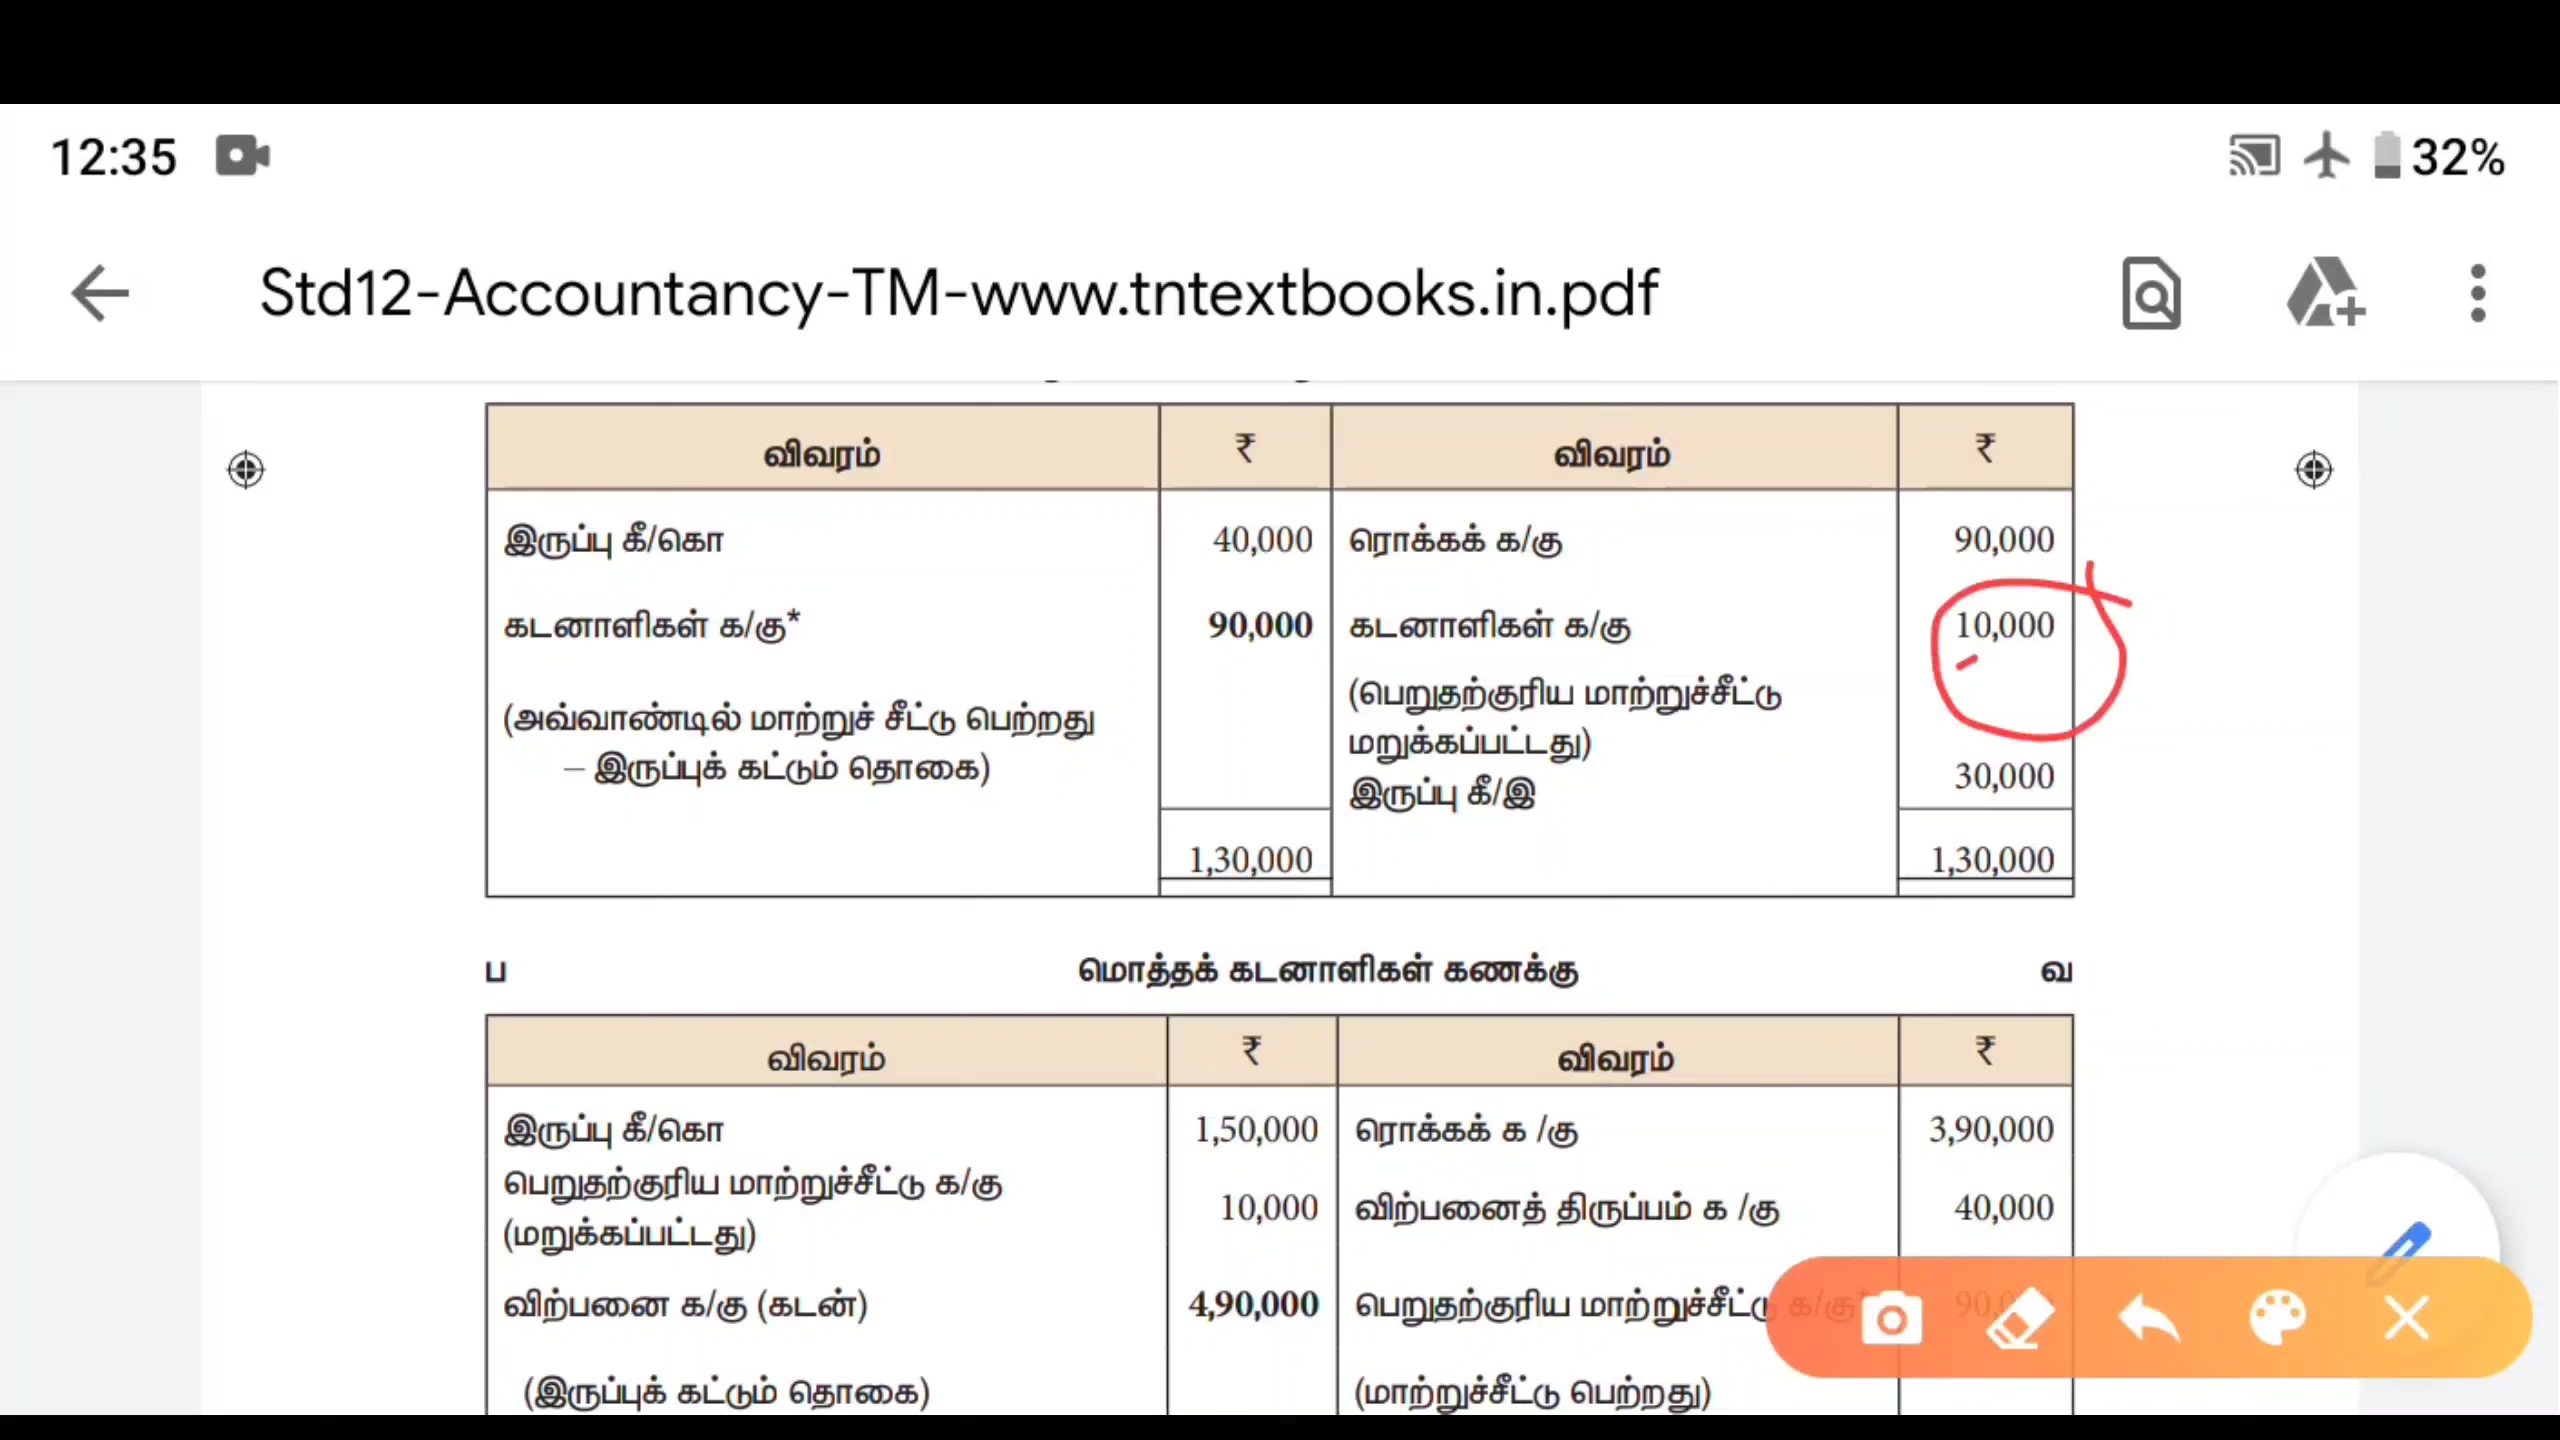 12:35 32%
Std12-Accountancy-TM-www.tntextbooks.in.pdf
விவரம் ₹ விவரம் ₹
இருப்பு கீ/கொ 40,000 ரொக்கக் க/கு 90,000
கடனாளிகள் க/கு* 90,000 கடனாளிகள் க/கு 10,000
(அவ்வாண்டில் மாற்றுச் சீட்டு பெற்றது (பெறுதற்குரிய மாற்றுச்சீட்டு
– இருப்புக் கட்டும் தொகை) மறுக்கப்பட்டது)
இருப்பு கீ/இ 30,000
1,30,000 1,30,000
ப மொத்தக் கடனாளிகள் கணக்கு வ
விவரம் ₹ விவரம் ₹
இருப்பு கீ/கொ 1,50,000 ரொக்கக் க /கு 3,90,000
பெறுதற்குரிய மாற்றுச்சீட்டு க/கு 10,000 விற்பனைத் திருப்பம் க /கு 40,000
(மறுக்கப்பட்டது)
விற்பனை க/கு (கடன்) 4,90,000 பெறுதற்குரிய மாற்றுச்சீட்டு க/கு*
(இருப்புக் கட்டும் தொகை) (மாற்றுச்சீட்டு பெற்றது)